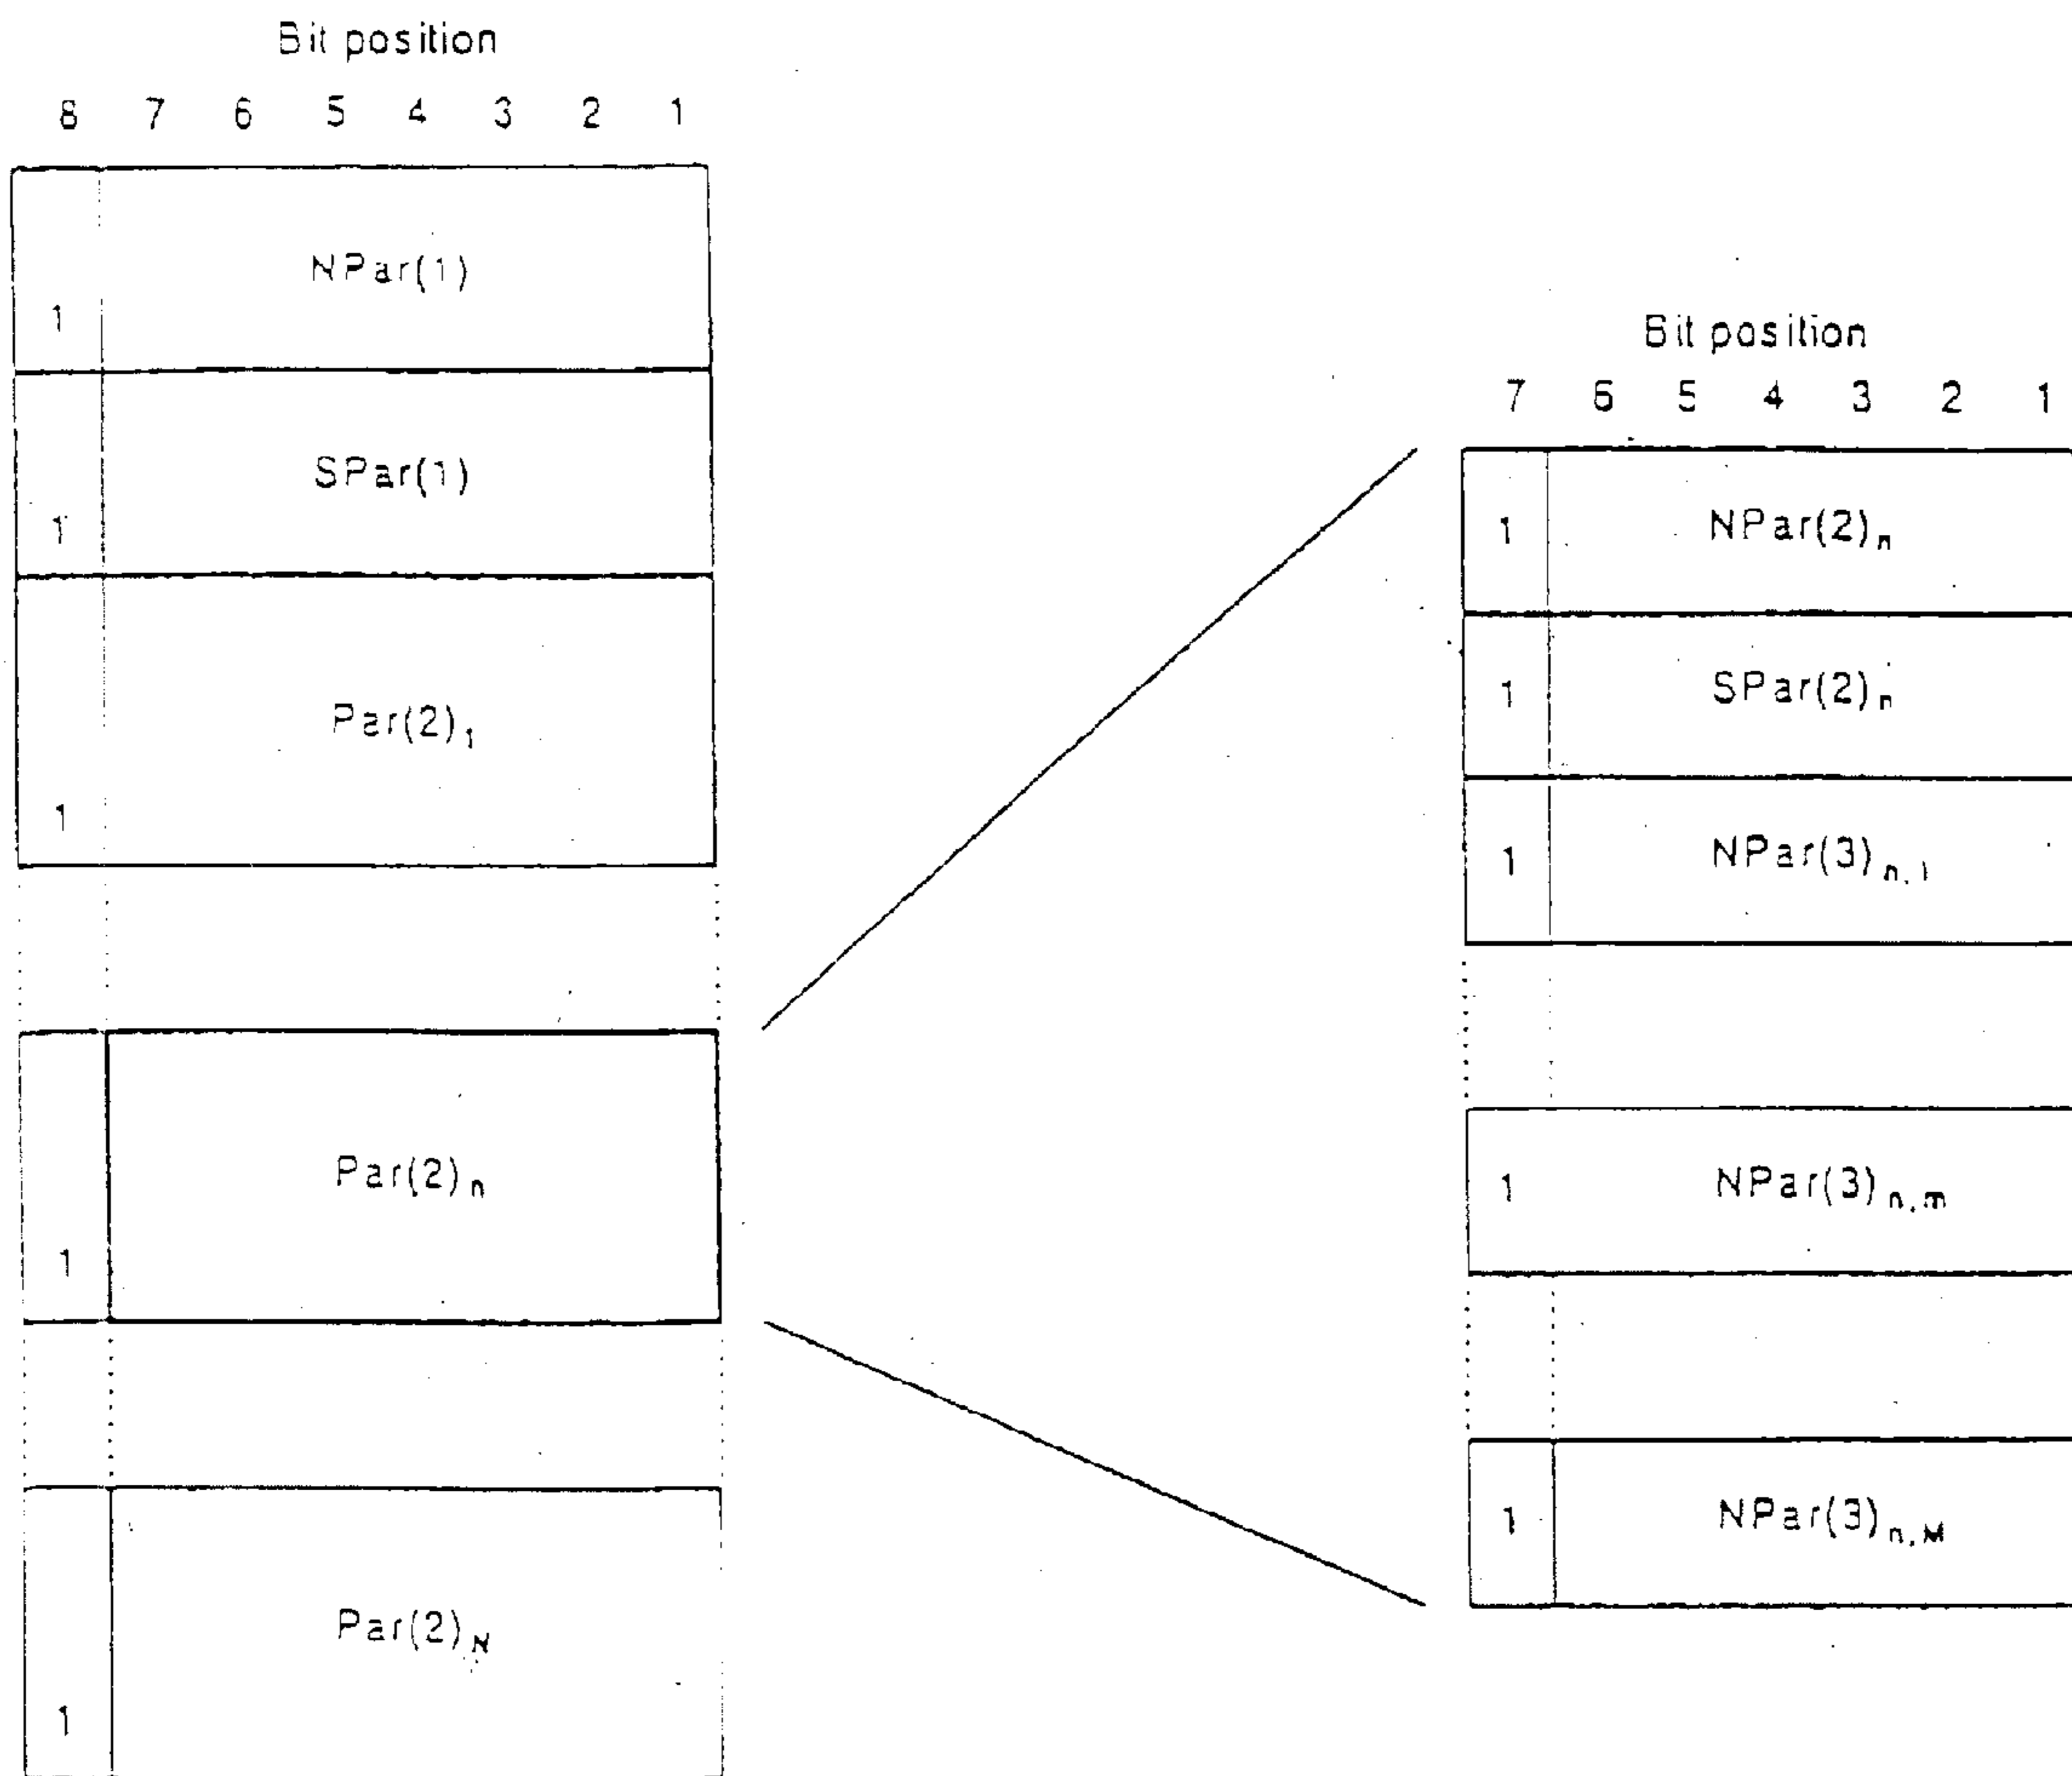 Bit position
8 7 6 5 4 3 2 1
NPar(1)
1
SPar(1)
1
Par(2)₁
1
Par(2)ₙ
1
Par(2)N
1
Bit position
7 6 5 4 3 2 1
1 NPar(2)ₙ
1 SPar(2)ₙ
1 NPar(3)n,1
1 NPar(3)n,m
1 NPar(3)n,M